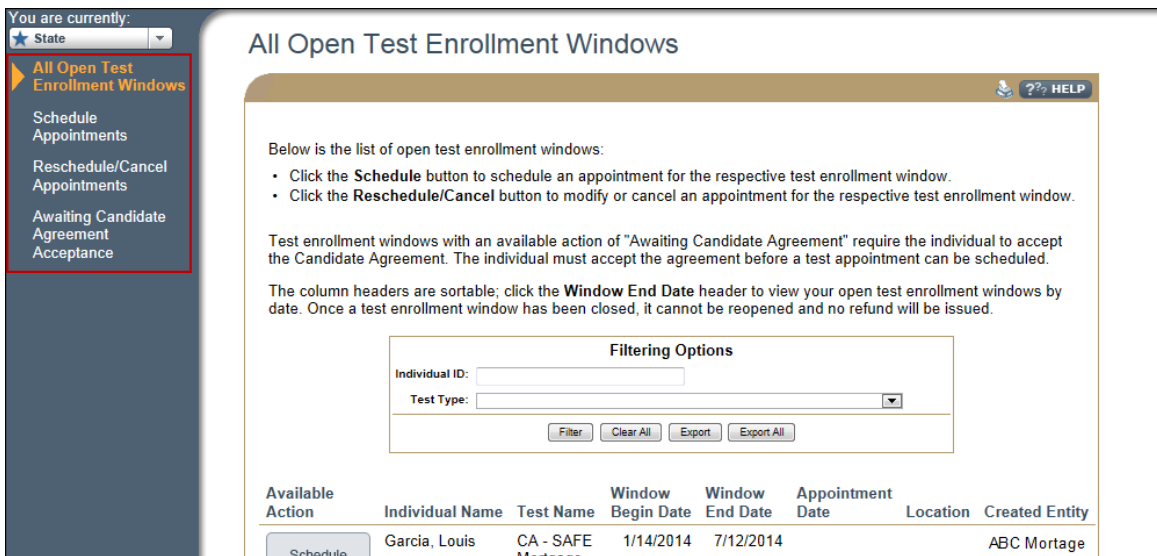 You are currently:
State
All Open Test
Enrollment Windows
Schedule
Appointments
Reschedule/Cancel
Appointments
Awaiting Candidate
Agreement
Acceptance
All Open Test Enrollment Windows
??? HELP
Below is the list of open test enrollment windows:
• Click the Schedule button to schedule an appointment for the respective test enrollment window.
• Click the Reschedule/Cancel button to modify or cancel an appointment for the respective test enrollment window.
Test enrollment windows with an available action of "Awaiting Candidate Agreement" require the individual to accept
the Candidate Agreement. The individual must accept the agreement before a test appointment can be scheduled.
The column headers are sortable; click the Window End Date header to view your open test enrollment windows by
date. Once a test enrollment window has been closed, it cannot be reopened and no refund will be issued.
Filtering Options
Individual ID:
Test Type:
Filter Clear All Export Export All
Available Window Window Appointment
Action Individual Name Test Name Begin Date End Date Date Location Created Entity
Garcia, Louis CA - SAFE 1/14/2014 7/12/2014 ABC Mortage
Schedule Mortgage